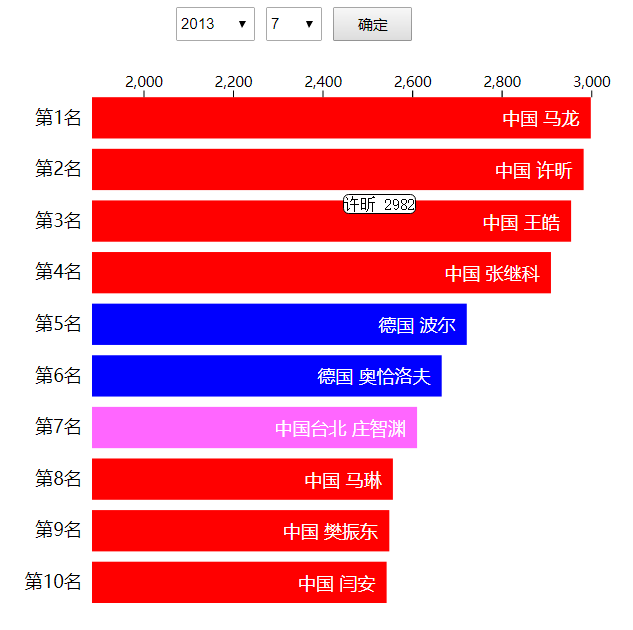 2013 7 确定
2,000 2,200 2,400 2,600 2,800 3,000
第1名 中国 马龙
第2名 中国 许昕
许昕 2982
第3名 中国 王皓
第4名 中国 张继科
第5名 德国 波尔
第6名 德国 奥恰洛夫
第7名 中国台北 庄智渊
第8名 中国 马琳
第9名 中国 樊振东
第10名 中国 闫安